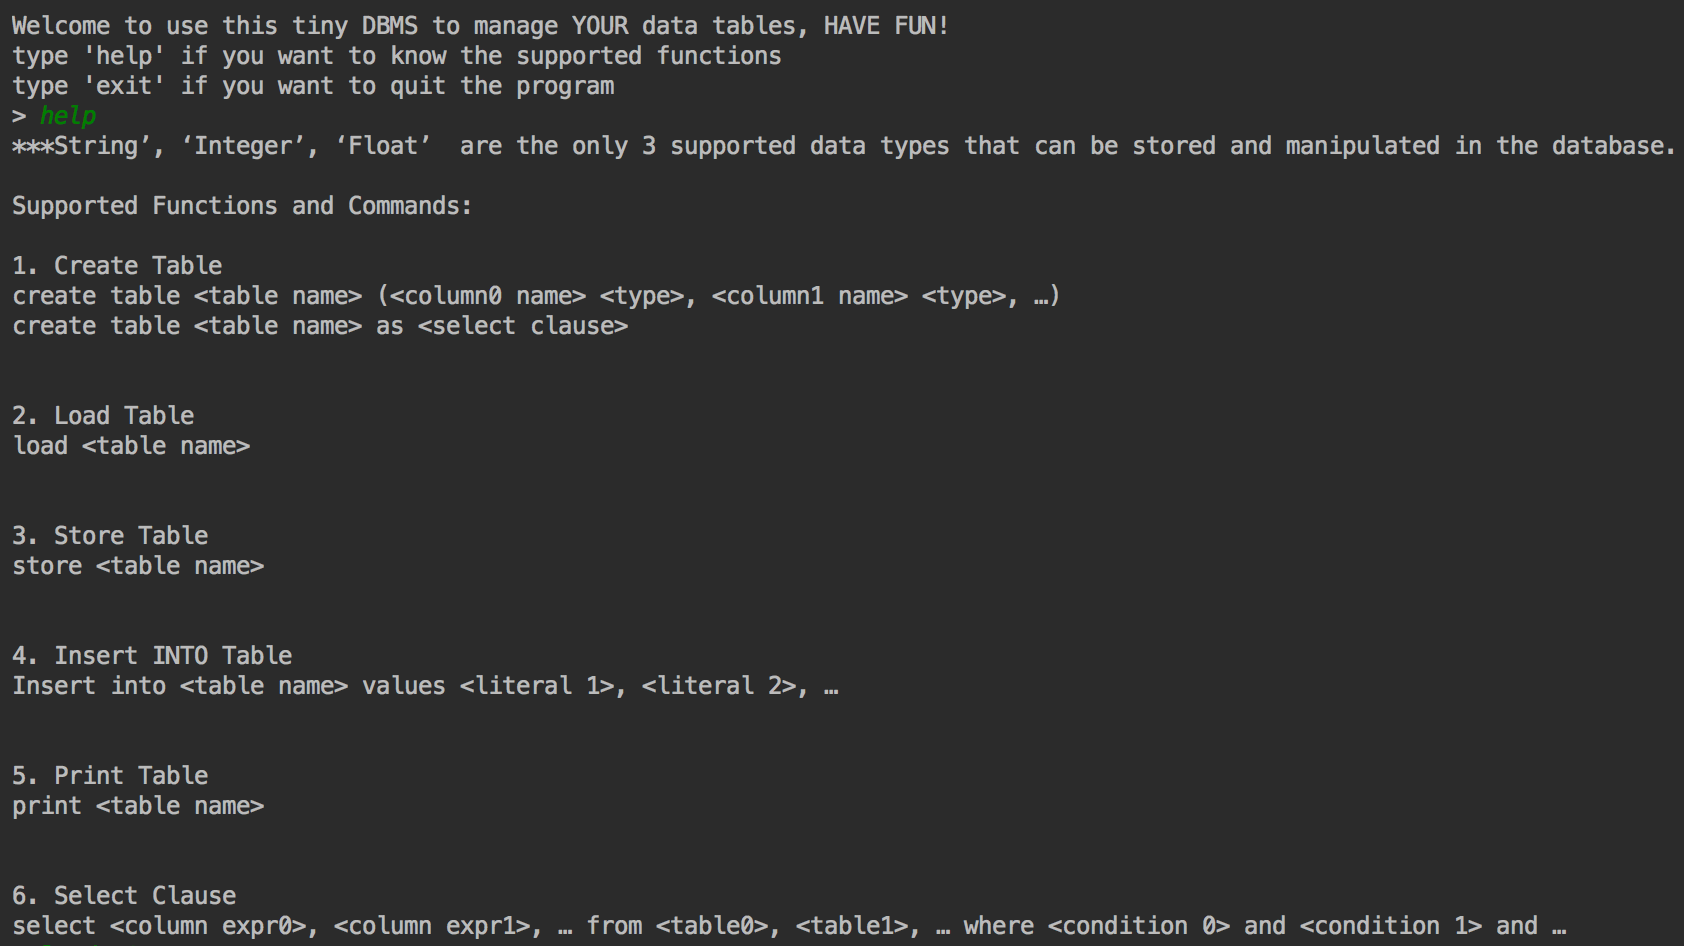 Welcome to use this tiny DBMS to manage YOUR data tables, HAVE FUN!
type 'help' if you want to know the supported functions
type 'exit' if you want to quit the program
> help
***String’, ‘Integer’, ‘Float’  are the only 3 supported data types that can be stored and manipulated in the database.
Supported Functions and Commands:
1. Create Table
create table <table name> (<column0 name> <type>, <column1 name> <type>, …)
create table <table name> as <select clause>
2. Load Table
load <table name>
3. Store Table
store <table name>
4. Insert INTO Table
Insert into <table name> values <literal 1>, <literal 2>, …
5. Print Table
print <table name>
6. Select Clause
select <column expr0>, <column expr1>, … from <table0>, <table1>, … where <condition 0> and <condition 1> and …